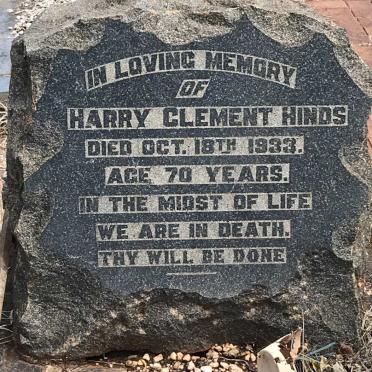 IN LOVING MEMORY
OF
HARRY CLEMENT HINDS
DIED OCT. 18TH 1933.
AGE 70 YEARS.
IN THE MIDST OF LIFE
WE ARE IN DEATH.
THY WILL BE DONE